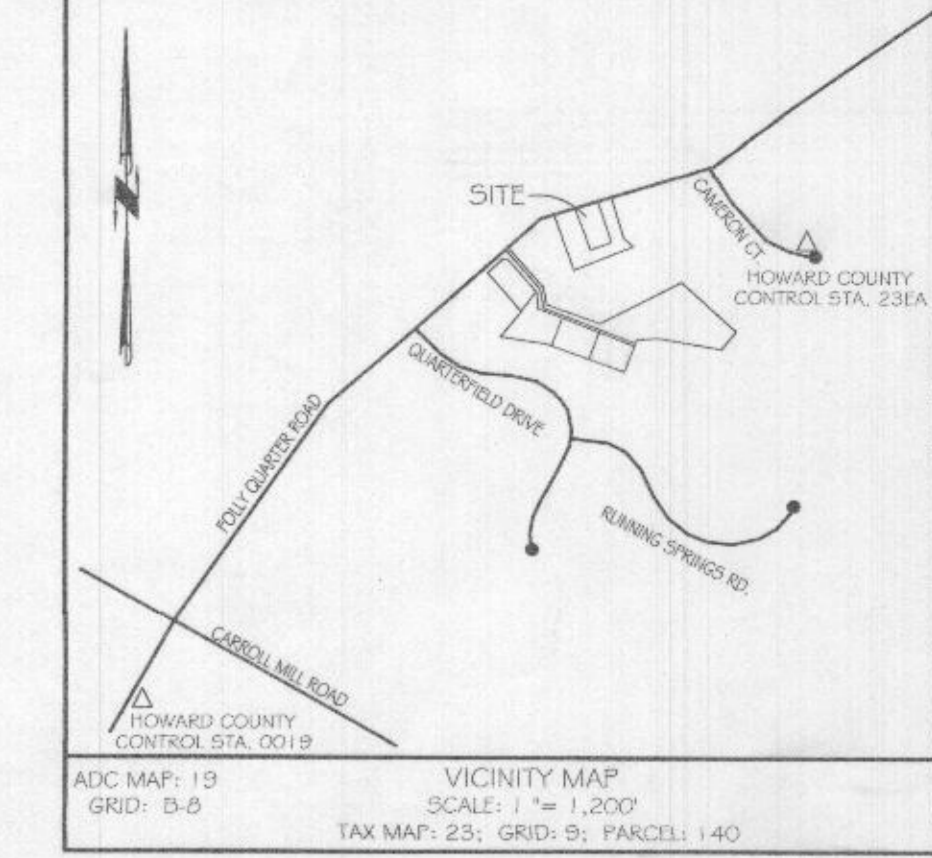 SITE
CAMERON CT.
HOWARD COUNTY
CONTROL STA. 23EA
QUARTERFIELD DRIVE
FOLLY QUARTER ROAD
RUNNING SPRINGS RD.
CARROLL MILL ROAD
HOWARD COUNTY
CONTROL STA. 0019
ADC MAP: 19
GRID: B-8
VICINITY MAP
SCALE: 1 "= 1,200'
TAX MAP: 23; GRID: 9; PARCEL: 140